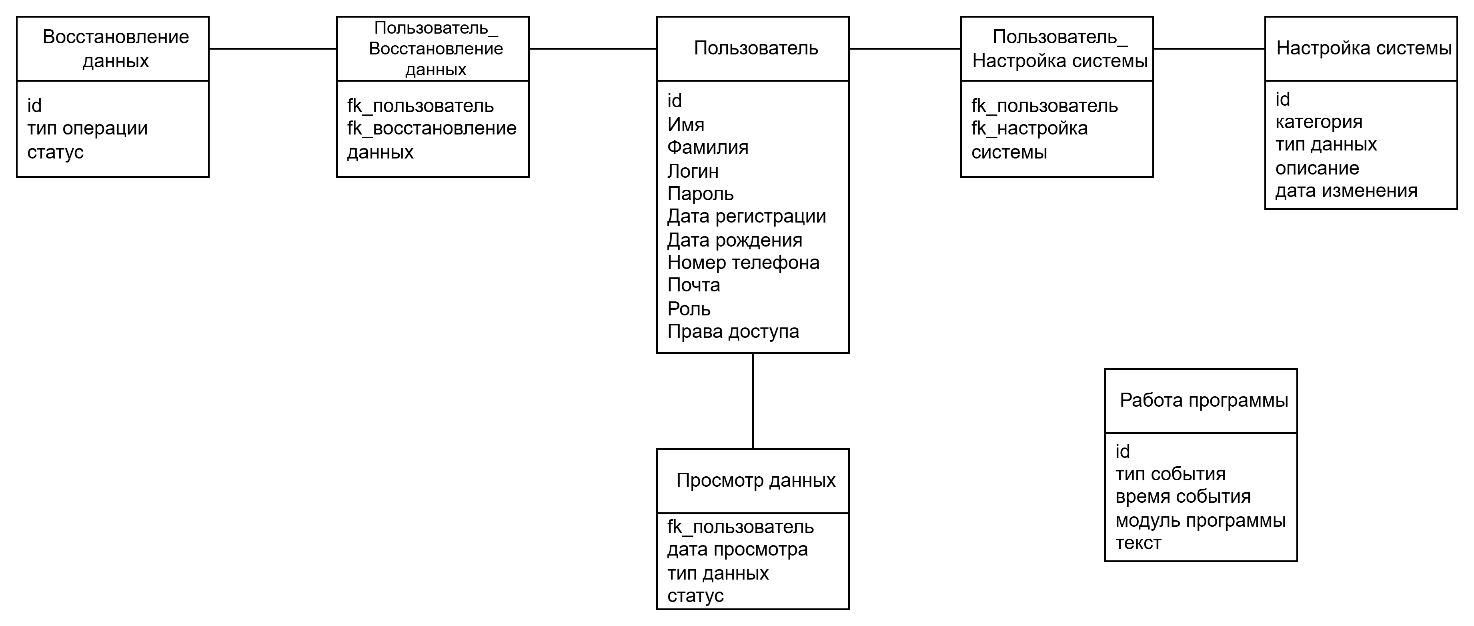 Восстановление
данных
id
тип операции
статус
Пользователь_
Восстановление
данных
fk_пользователь
fk_восстановление
данных
Пользователь
id
Имя
Фамилия
Логин
Пароль
Дата регистрации
Дата рождения
Номер телефона
Почта
Роль
Права доступа
Пользователь_
Настройка системы
fk_пользователь
fk_настройка
системы
Настройка системы
id
категория
тип данных
описание
дата изменения
Просмотр данных
fk_пользователь
дата просмотра
тип данных
статус
Работа программы
id
тип события
время события
модуль программы
текст